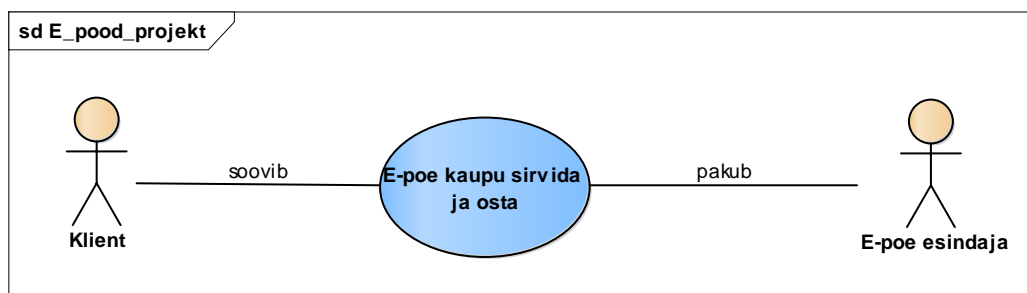 sd E_pood_projekt
soovib
E-poe kaupu sirvida
ja osta
pakub
Klient
E-poe esindaja